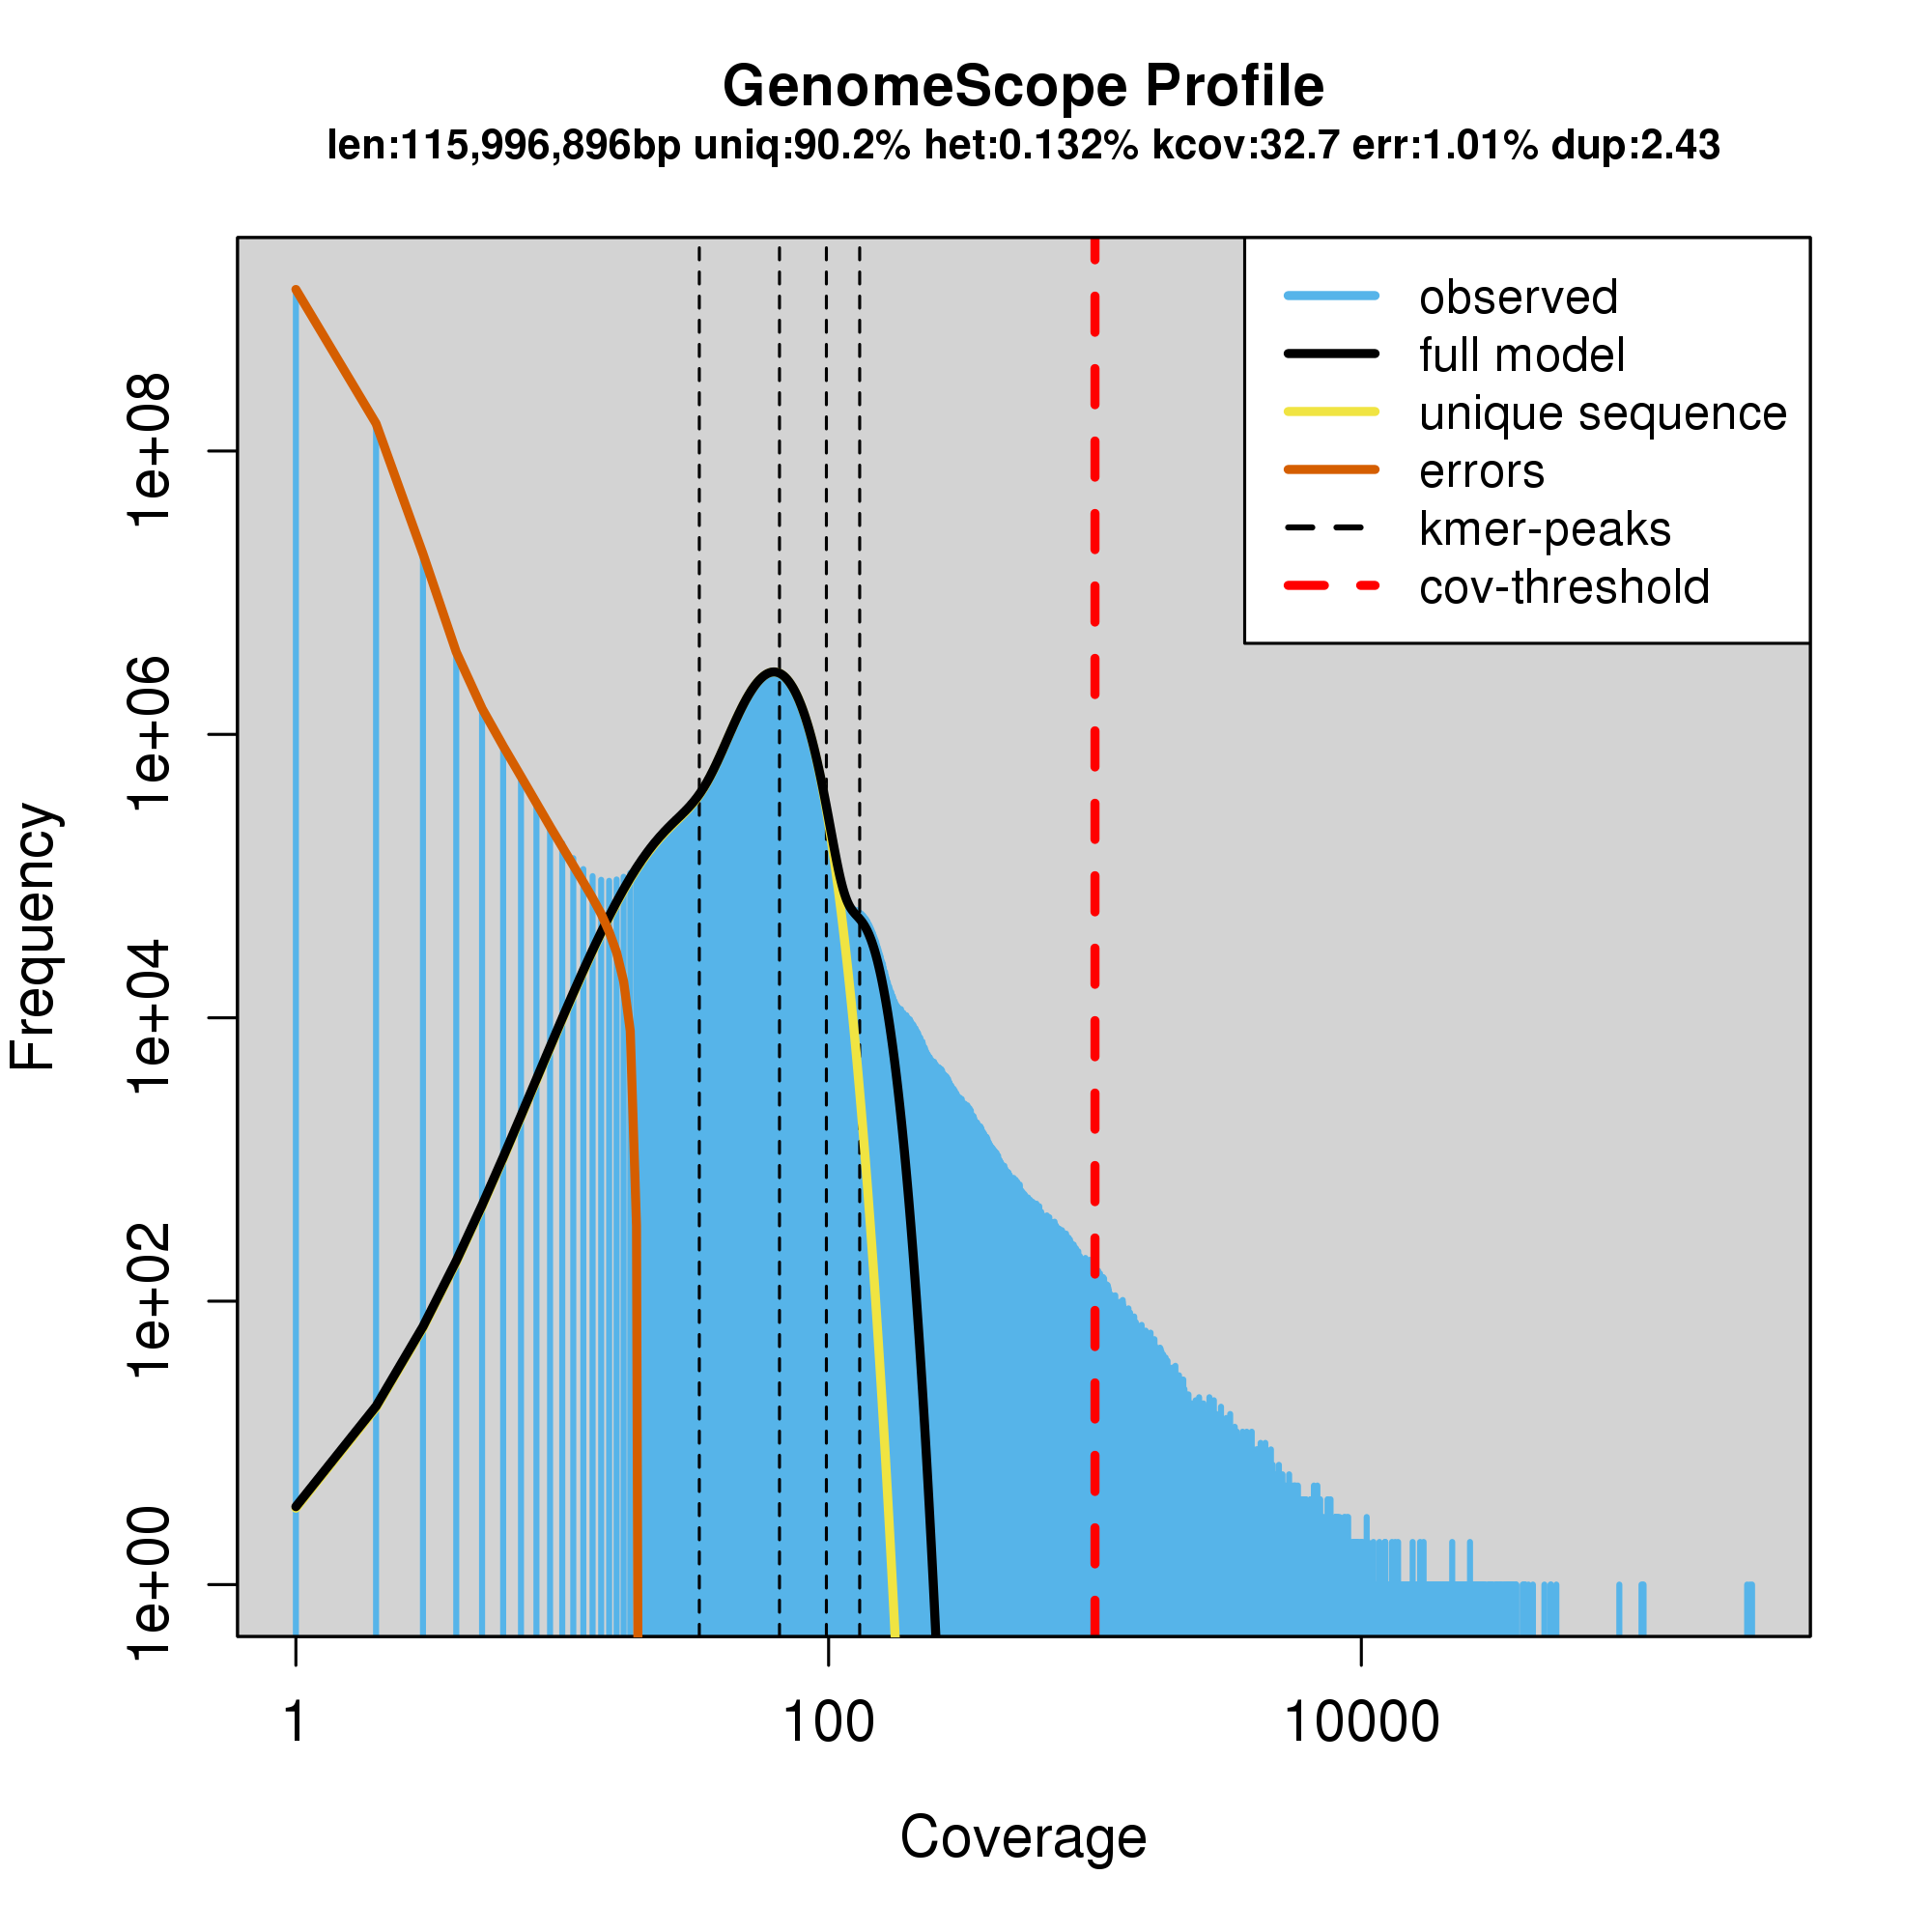 GenomeScope Profile
len:115,996,896bp uniq:90.2% het:0.132% kcov:32.7 err:1.01% dup:2.43
observed
full model
unique sequence
errors
kmer-peaks
cov-threshold
Frequency
1e+08
1e+06
1e+04
1e+02
1e+00
1 100 10000
Coverage